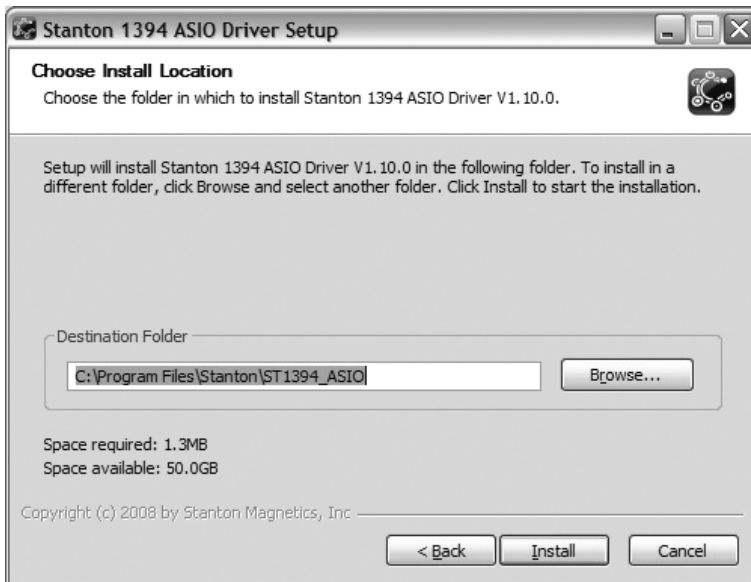 Stanton 1394 ASIO Driver Setup
Choose Install Location
Choose the folder in which to install Stanton 1394 ASIO Driver V1.10.0.
Setup will install Stanton 1394 ASIO Driver V1.10.0 in the following folder. To install in a
different folder, click Browse and select another folder. Click Install to start the installation.
Destination Folder
C:\Program Files\Stanton\ST1394_ASIO
Browse...
Space required: 1.3MB
Space available: 50.0GB
Copyright (c) 2008 by Stanton Magnetics, Inc
< Back
Install
Cancel